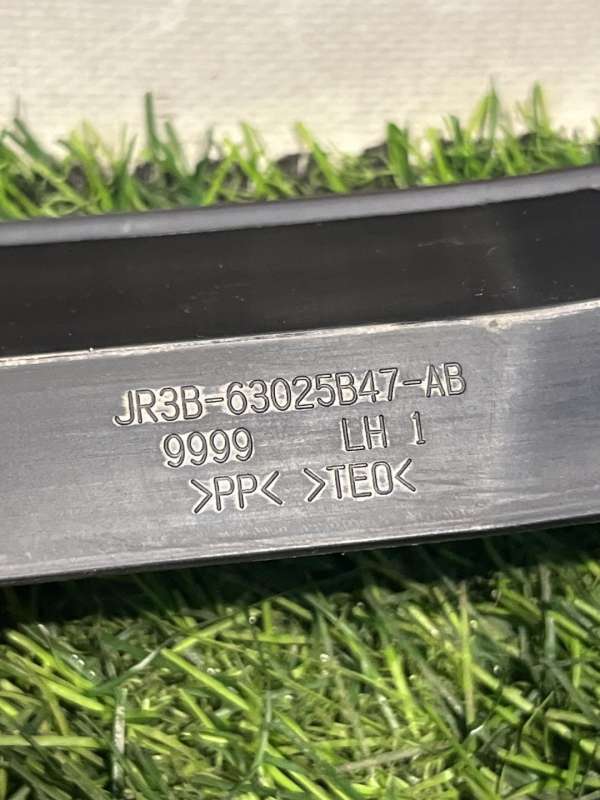 JR3B-63025B47-AB
9999 LH 1
>PP< >TEO<